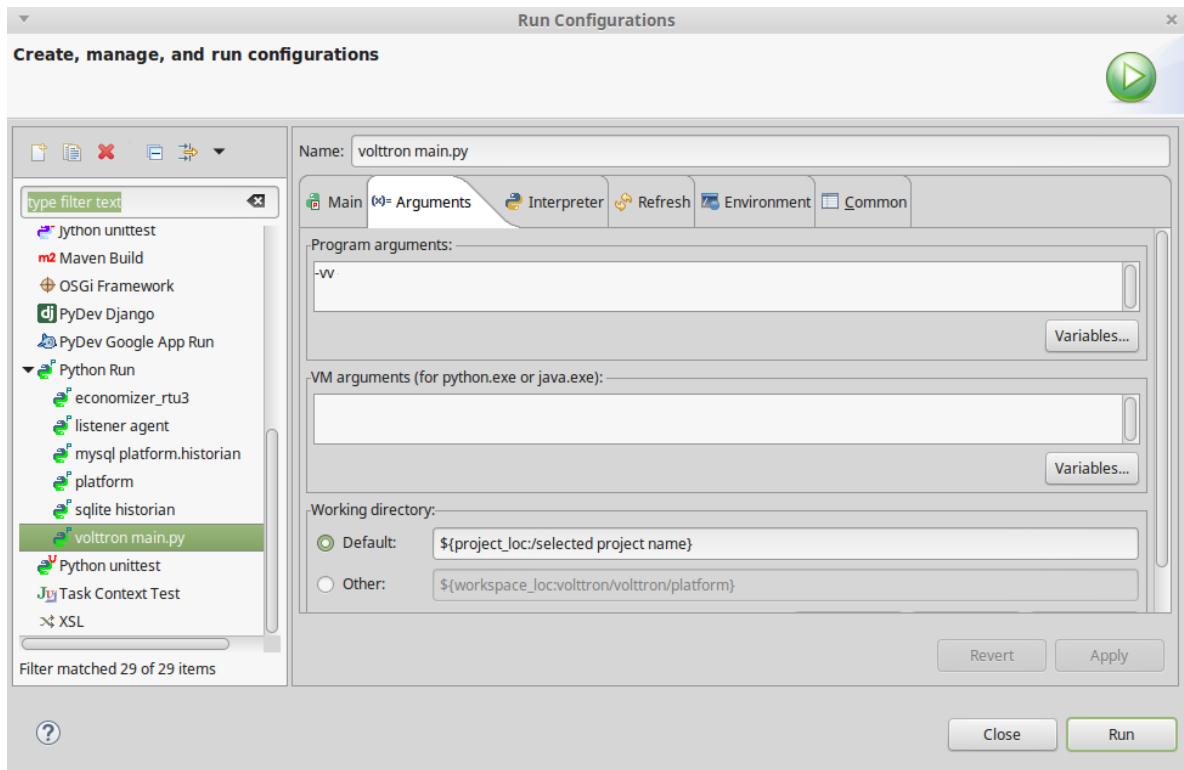 Run Configurations
Create, manage, and run configurations
type filter text
Jython unittest
m2 Maven Build
OSGi Framework
dj PyDev Django
PyDev Google App Run
Python Run
economizer_rtu3
listener agent
mysql platform.historian
platform
sqlite historian
volttron main.py
Python unittest
Ju Task Context Test
XSL
Filter matched 29 of 29 items
Name: volttron main.py
Main (x)= Arguments Interpreter Refresh Environment Common
Program arguments:
-vv
Variables...
VM arguments (for python.exe or java.exe):
Variables...
Working directory:
Default: ${project_loc:/selected project name}
Other: ${workspace_loc:volttron/volttron/platform}
Revert Apply
? Close Run